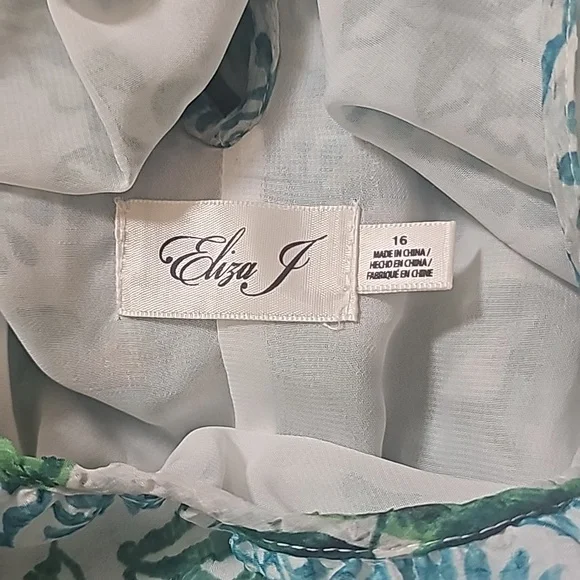 Eliza J
16
MADE IN CHINA /
HECHO EN CHINA /
FABRIQUÉ EN CHINE